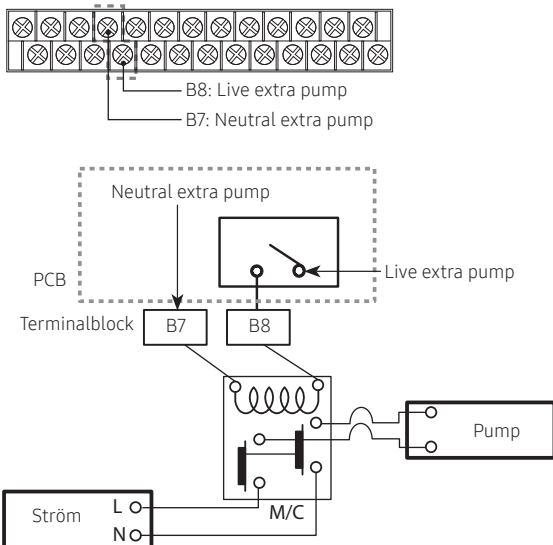 B8: Live extra pump
B7: Neutral extra pump
Neutral extra pump
Live extra pump
PCB
Terminalblock
B7
B8
Pump
M/C
Ström
L
N